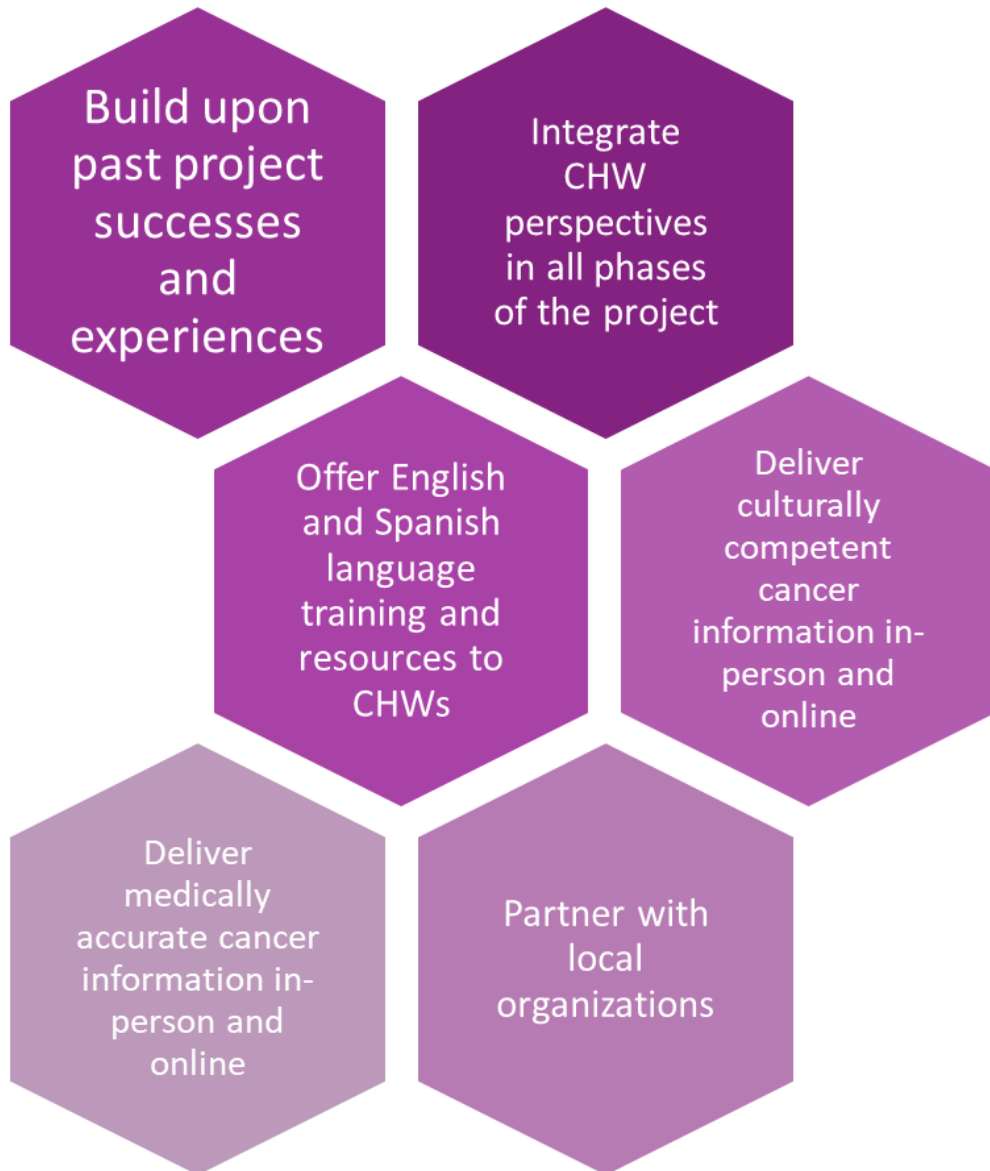 Build upon
past project
successes
and
experiences
Integrate
CHW
perspectives
in all phases
of the project
Offer English
and Spanish
language
training and
resources to
CHWs
Deliver
culturally
competent
cancer
information in-
person and
online
Deliver
medically
accurate cancer
information in-
person and
online
Partner with
local
organizations